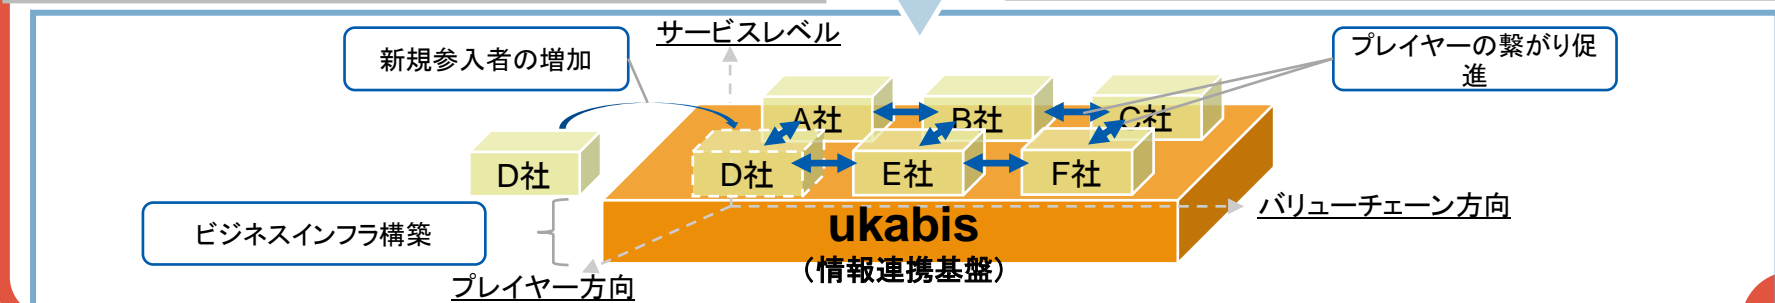 サービスレベル
新規参入者の増加
プレイヤーの繋がり促
進
A社
B社
C社
D社
D社
E社
F社
バリューチェーン方向
ukabis
ビジネスインフラ構築
(情報連携基盤)
プレイヤー方向